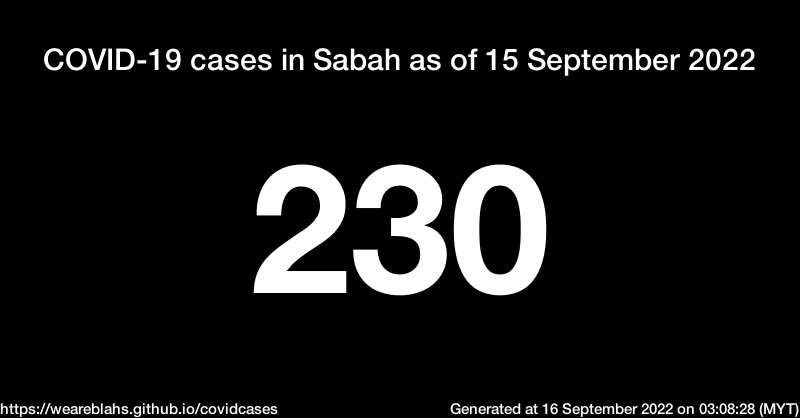 COVID-19 cases in Sabah as of 15 September 2022
230
https://weareblahs.github.io/covidcases
Generated at 16 September 2022 on 03:08:28 (MYT)